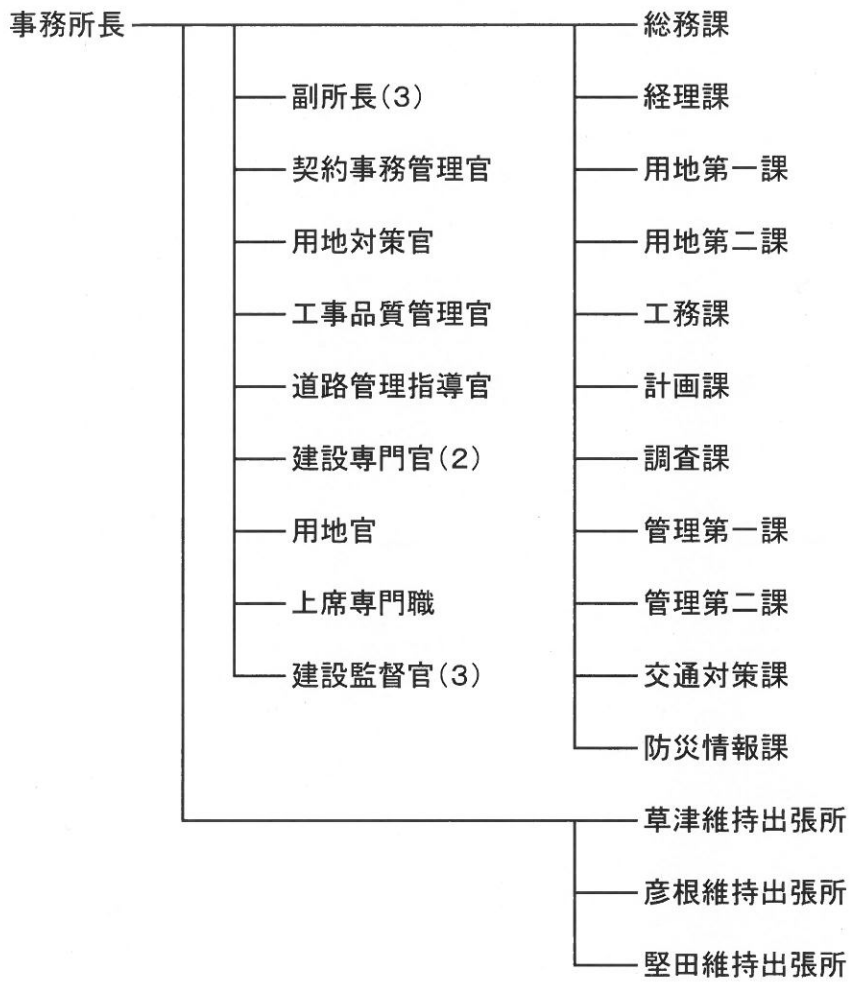 事務所長
副所長(3)
契約事務管理官
用地対策官
工事品質管理官
道路管理指導官
建設専門官(2)
用地官
上席専門職
建設監督官(3)
総務課
経理課
用地第一課
用地第二課
工務課
計画課
調査課
管理第一課
管理第二課
交通対策課
防災情報課
草津維持出張所
彦根維持出張所
堅田維持出張所